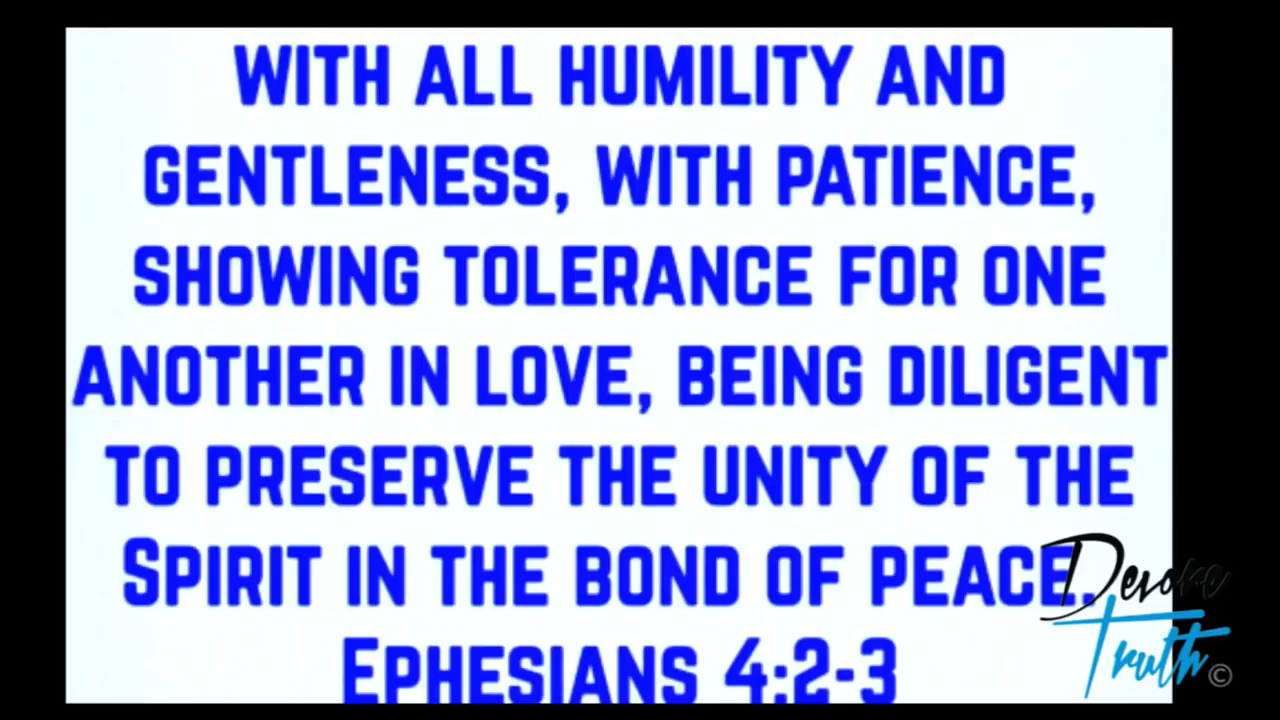 WITH ALL HUMILITY AND
GENTLENESS, WITH PATIENCE,
SHOWING TOLERANCE FOR ONE
ANOTHER IN LOVE, BEING DILIGENT
TO PRESERVE THE UNITY OF THE
SPIRIT IN THE BOND OF PEACE.
EPHESIANS 4:2-3
Devote
Truth ©